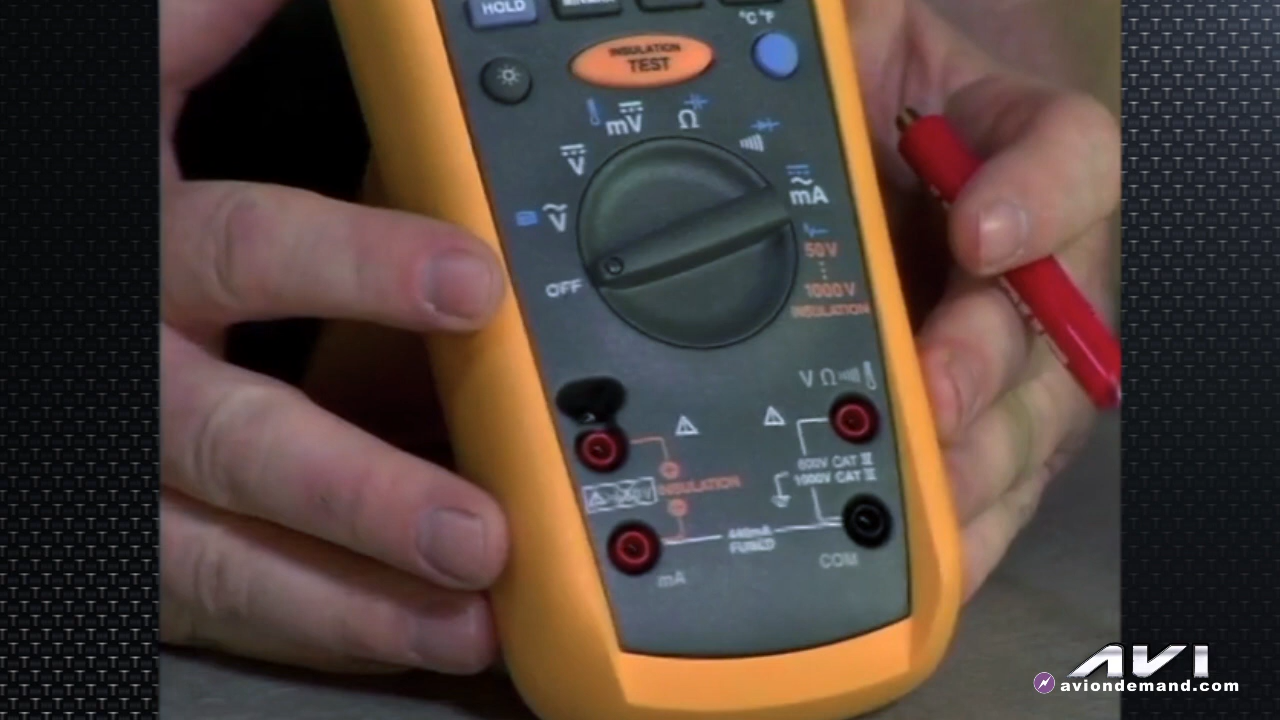 HOLD
°C °F
INSULATION
TEST
mV
Ω
V
mA
V
50V
OFF
1000V
INSULATION
V Ω
600V CAT
1000V CAT
INSULATION
440mA
FUSED
COM
mA
AVI
aviondemand.com